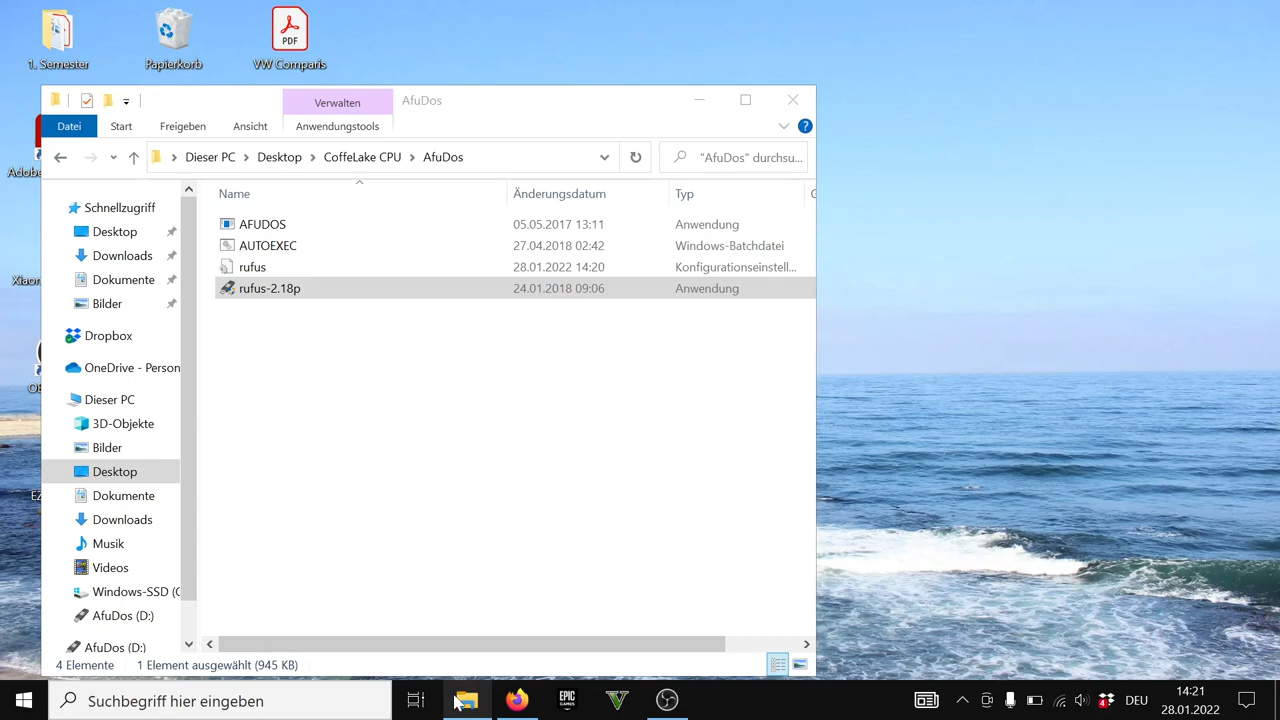 1. Semester
Papierkorb
VW Comparis
PDF
Verwalten
AfuDos
Datei
Start
Freigeben
Ansicht
Anwendungstools
Dieser PC
Desktop
CoffeLake CPU
AfuDos
"AfuDos" durchsu...
Adobe
Xiaon
OB
EZ
Schnellzugriff
Desktop
Downloads
Dokumente
Bilder
Dropbox
OneDrive - Person
Dieser PC
3D-Objekte
Bilder
Desktop
Dokumente
Downloads
Musik
Videos
Windows-SSD (C
AfuDos (D:)
AfuDos (D:)
Name Änderungsdatum Typ G
AFUDOS 05.05.2017 13:11 Anwendung
AUTOEXEC 27.04.2018 02:42 Windows-Batchdatei
rufus 28.01.2022 14:20 Konfigurationseinstell...
rufus-2.18p 24.01.2018 09:06 Anwendung
4 Elemente 1 Element ausgewählt (945 KB)
Suchbegriff hier eingeben
EPIC
GAMES
DEU
14:21
28.01.2022